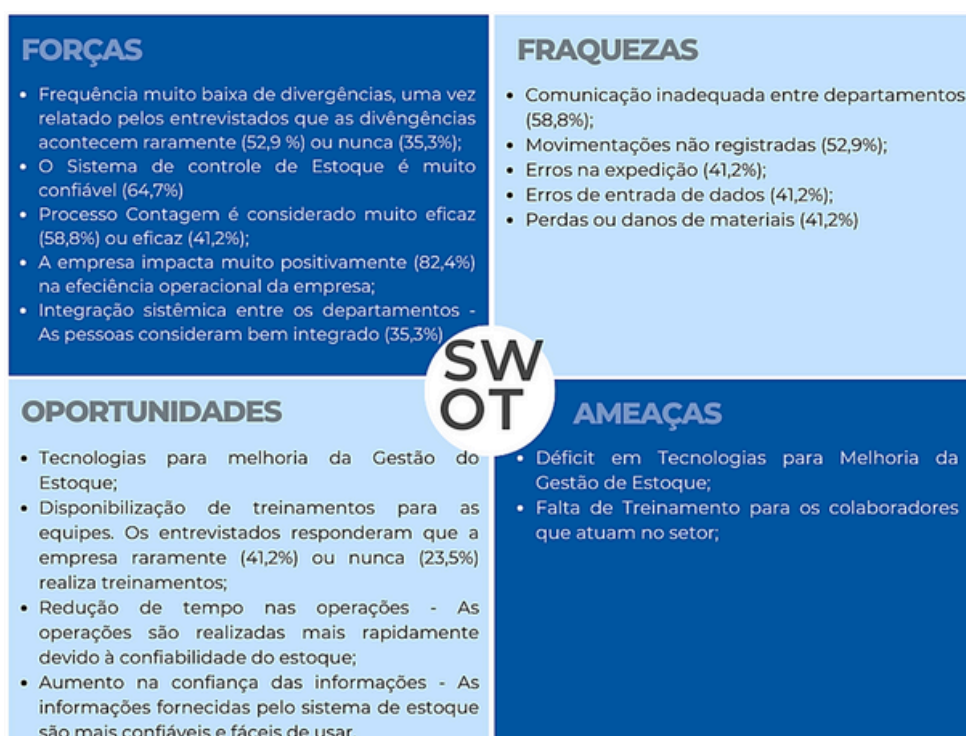 FORÇAS
• Frequência muito baixa de divergências, uma vez
relatado pelos entrevistados que as divêngências
acontecem raramente (52,9 %) ou nunca (35,3%);
• O Sistema de controle de Estoque é muito
confiável (64,7%)
• Processo Contagem é considerado muito eficaz
(58,8%) ou eficaz (41,2%);
• A empresa impacta muito positivamente (82,4%)
na efeciência operacional da empresa;
• Integração sistêmica entre os departamentos -
As pessoas consideram bem integrado (35,3%)
FRAQUEZAS
• Comunicação inadequada entre departamentos
(58,8%);
• Movimentações não registradas (52,9%);
• Erros na expedição (41,2%);
• Erros de entrada de dados (41,2%);
• Perdas ou danos de materiais (41,2%)
SW
OT
OPORTUNIDADES
• Tecnologias para melhoria da Gestão do
Estoque;
• Disponibilização de treinamentos para as
equipes. Os entrevistados responderam que a
empresa raramente (41,2%) ou nunca (23,5%)
realiza treinamentos;
• Redução de tempo nas operações - As
operações são realizadas mais rapidamente
devido à confiabilidade do estoque;
• Aumento na confiança das informações - As
informações fornecidas pelo sistema de estoque
são mais confiáveis e fáceis de usar.
AMEAÇAS
• Déficit em Tecnologias para Melhoria da
Gestão de Estoque;
• Falta de Treinamento para os colaboradores
que atuam no setor;